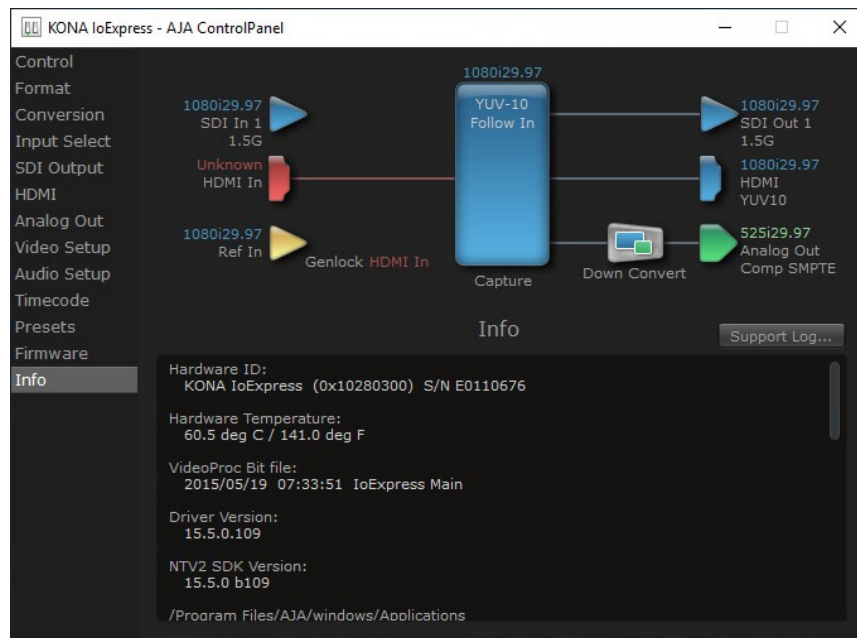 KONA IoExpress - AJA ControlPanel
Control
Format
Conversion
Input Select
SDI Output
HDMI
Analog Out
Video Setup
Audio Setup
Timecode
Presets
Firmware
Info
1080i29.97
SDI In 1
1.5G
Unknown
HDMI In
1080i29.97
Ref In
Genlock HDMI In
1080i29.97
YUV-10
Follow In
Capture
Down Convert
1080i29.97
SDI Out 1
1.5G
1080i29.97
HDMI
YUV10
525i29.97
Analog Out
Comp SMPTE
Info
Support Log...
Hardware ID:
KONA IoExpress (0x10280300) S/N E0110676
Hardware Temperature:
60.5 deg C / 141.0 deg F
VideoProc Bit file:
2015/05/19 07:33:51 IoExpress Main
Driver Version:
15.5.0.109
NTV2 SDK Version:
15.5.0 b109
/Program Files/AJA/windows/Applications